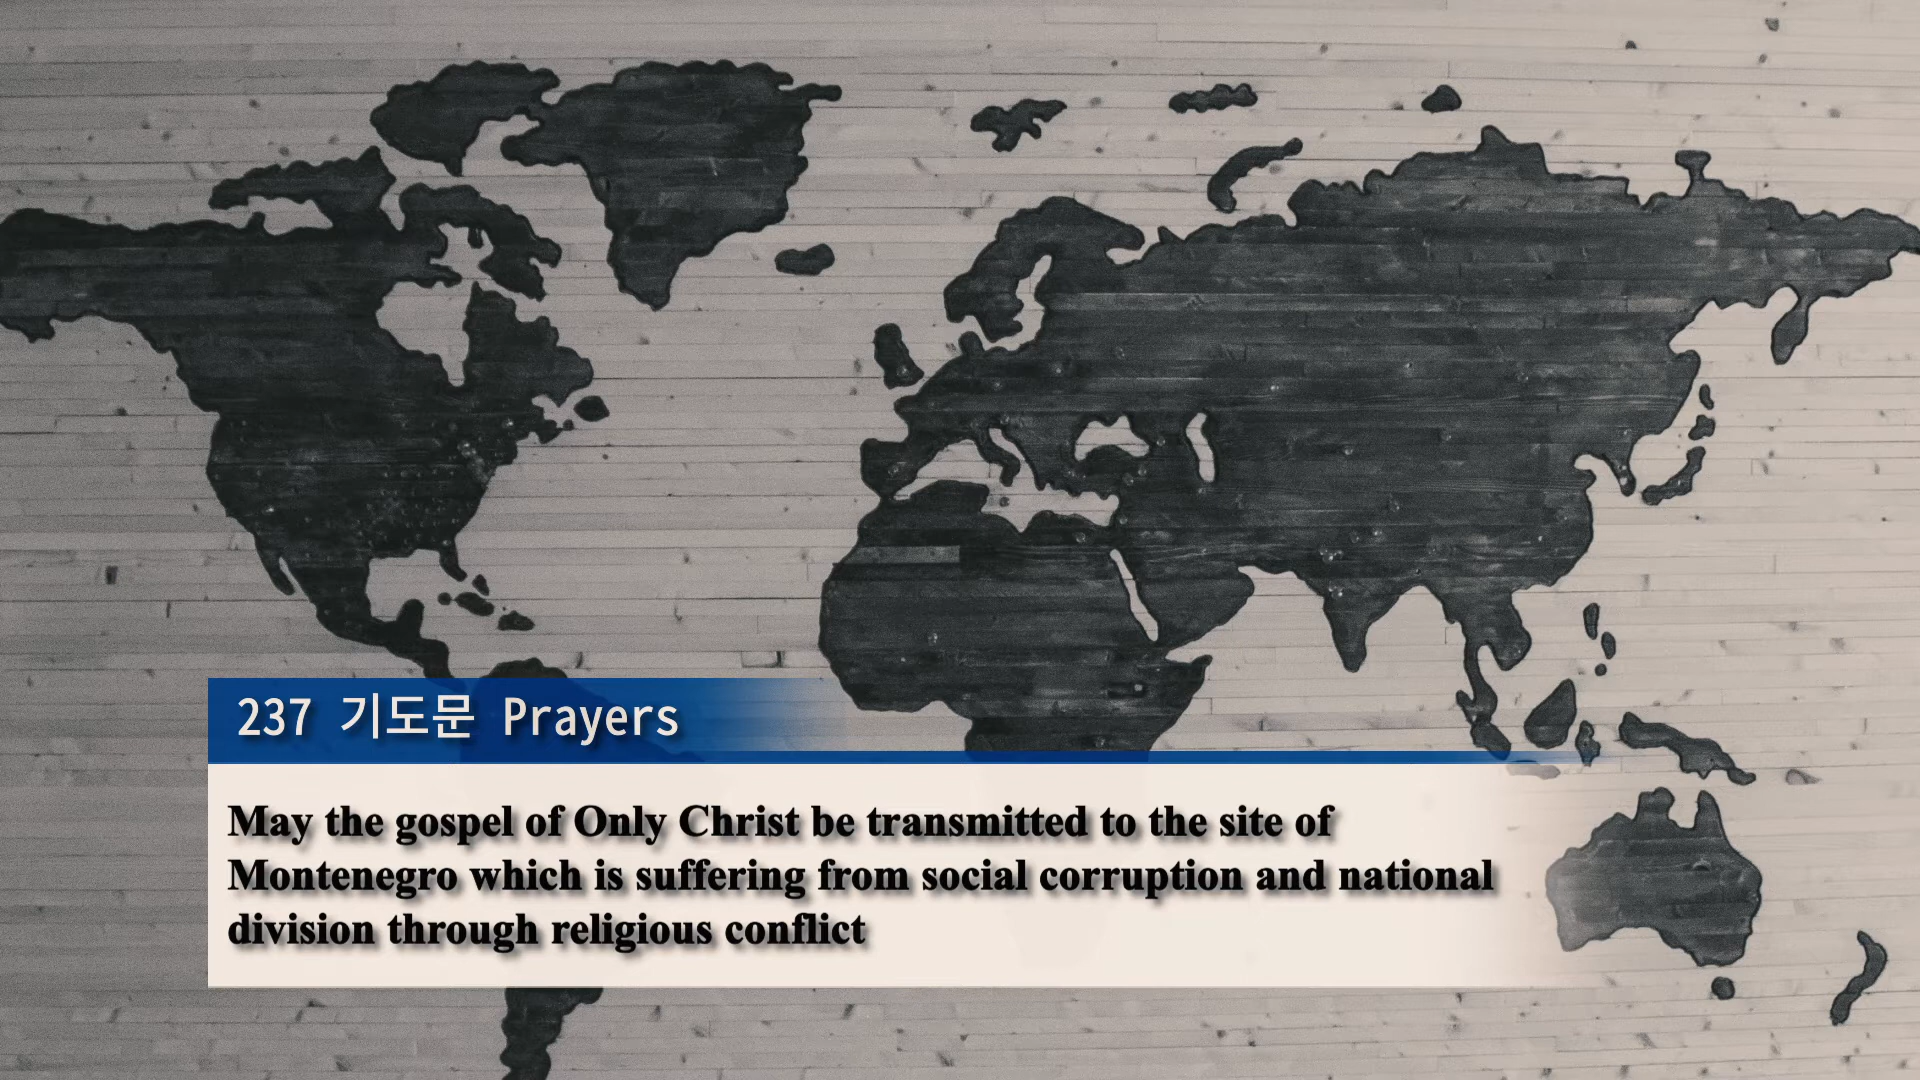 237 기도문 Prayers
May the gospel of Only Christ be transmitted to the site of
Montenegro which is suffering from social corruption and national
division through religious conflict